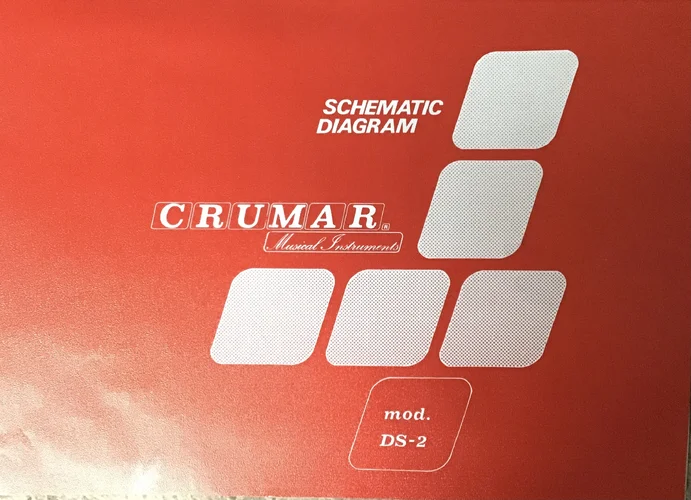 SCHEMATIC
DIAGRAM
CRUMAR®
Musical Instruments
mod.
DS-2